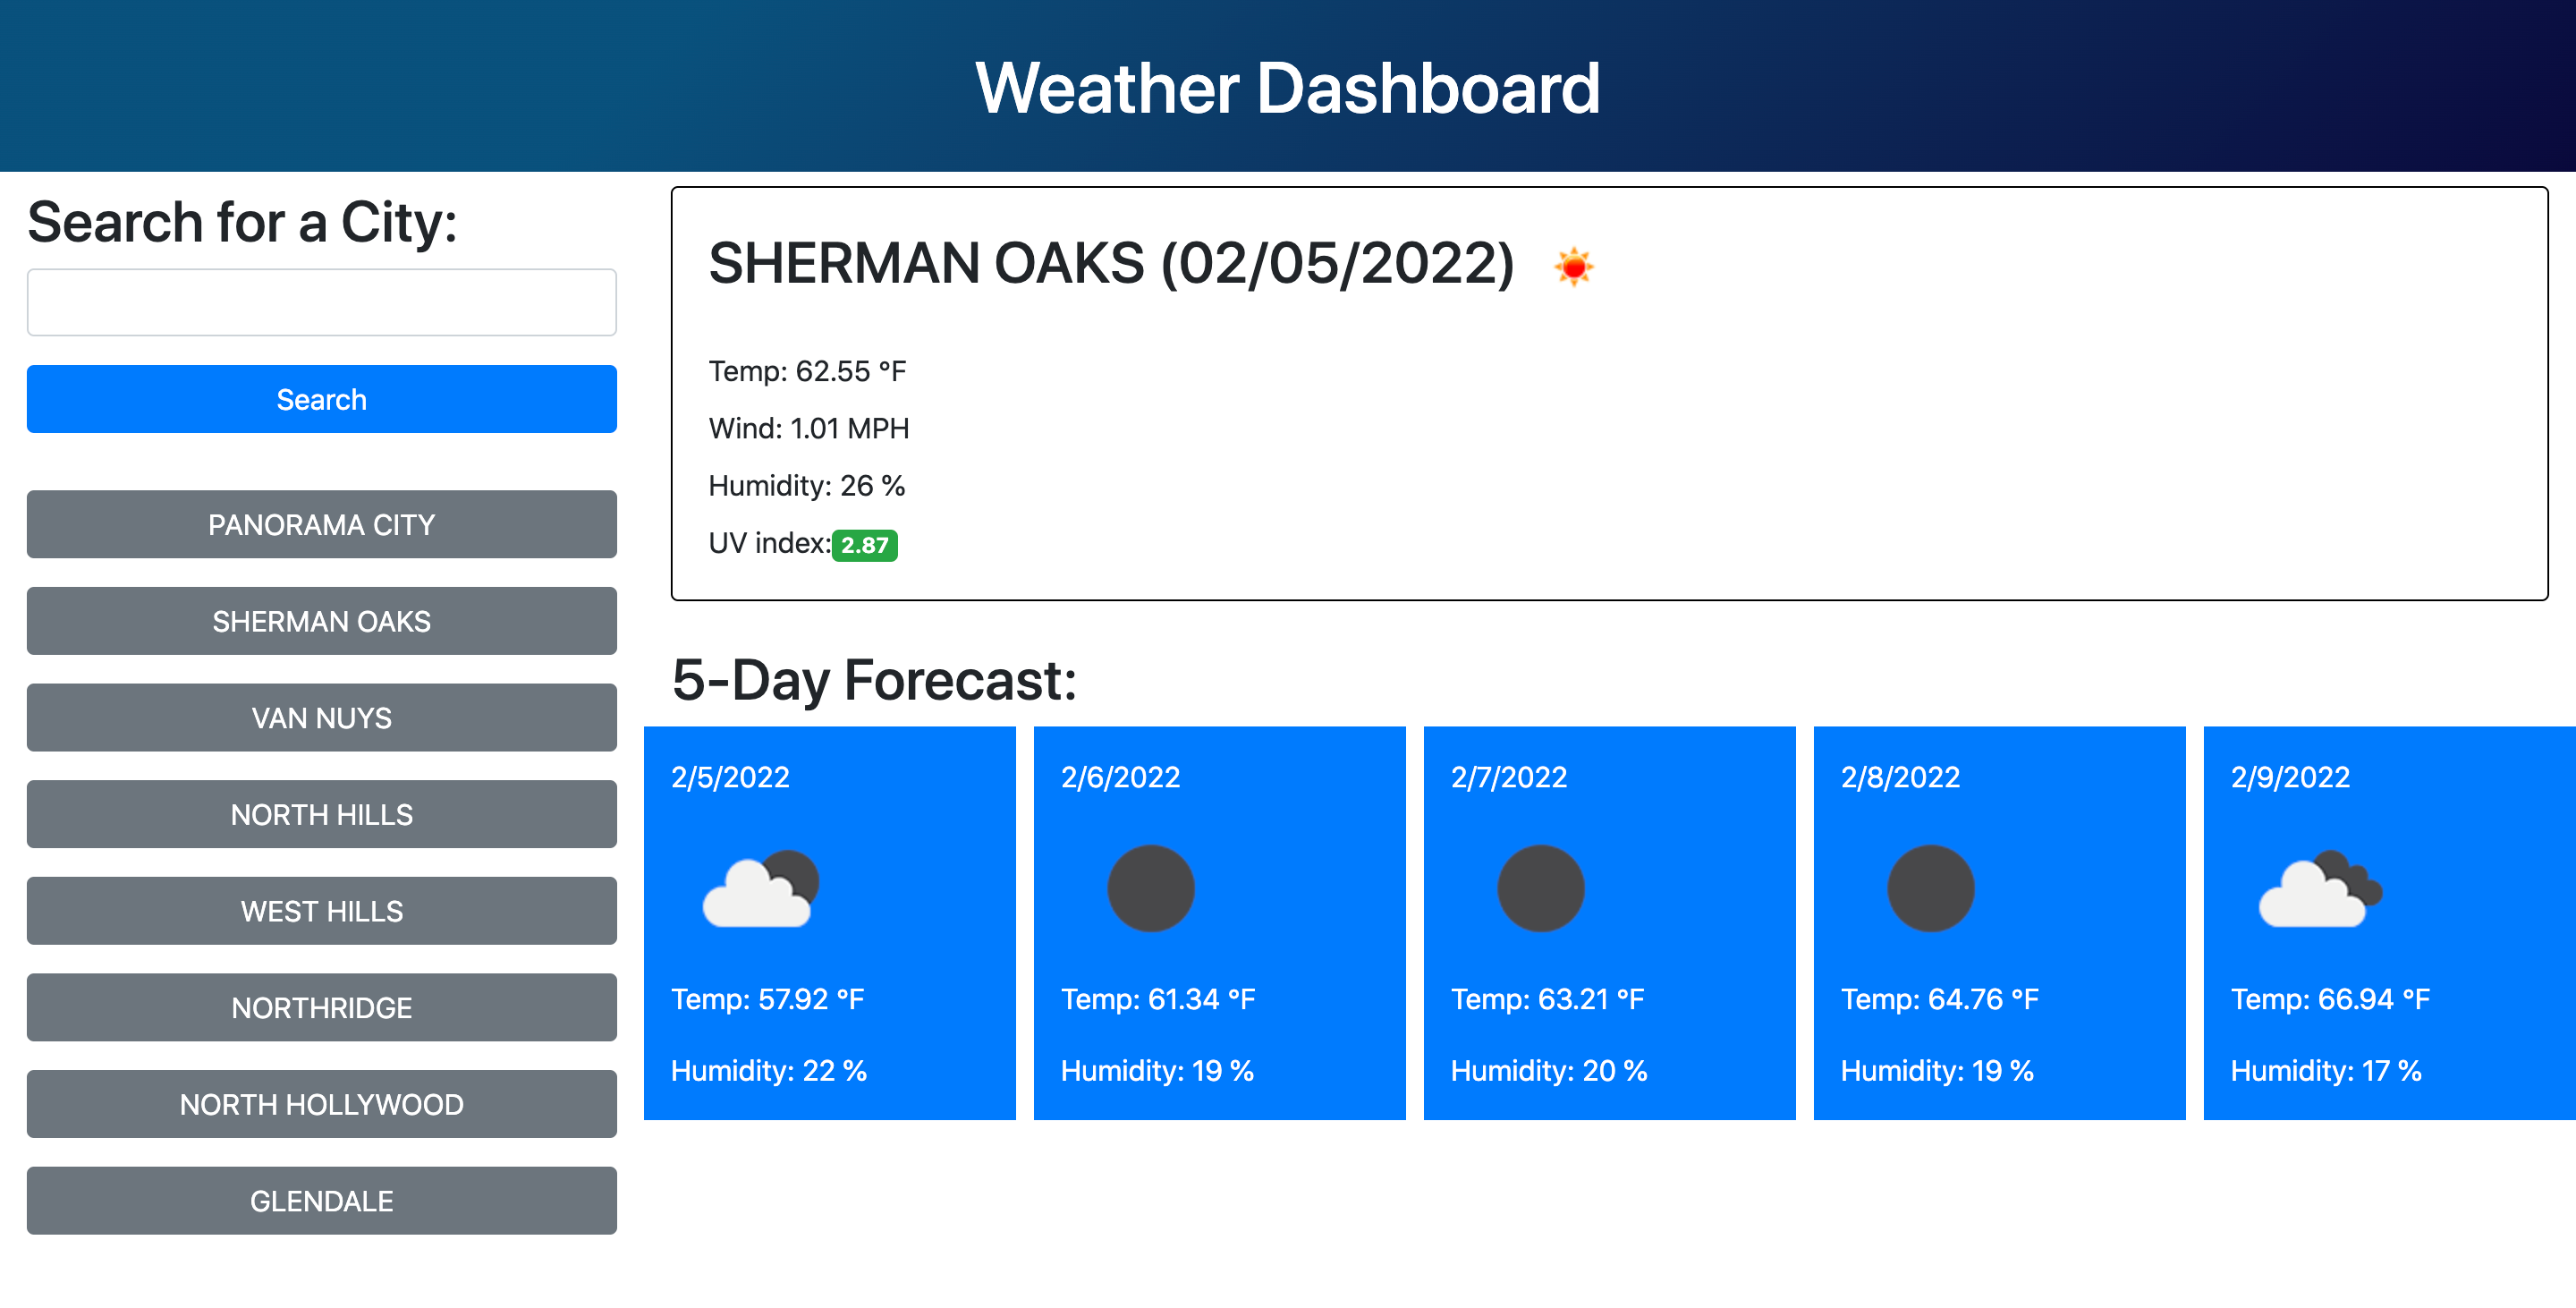 Weather Dashboard
Search for a City:
Search
PANORAMA CITY
SHERMAN OAKS
VAN NUYS
NORTH HILLS
WEST HILLS
NORTHRIDGE
NORTH HOLLYWOOD
GLENDALE
SHERMAN OAKS (02/05/2022)
Temp: 62.55 °F
Wind: 1.01 MPH
Humidity: 26 %
UV index: 2.87
5-Day Forecast:
2/5/2022
Temp: 57.92 °F
Humidity: 22 %
2/6/2022
Temp: 61.34 °F
Humidity: 19 %
2/7/2022
Temp: 63.21 °F
Humidity: 20 %
2/8/2022
Temp: 64.76 °F
Humidity: 19 %
2/9/2022
Temp: 66.94 °F
Humidity: 17 %